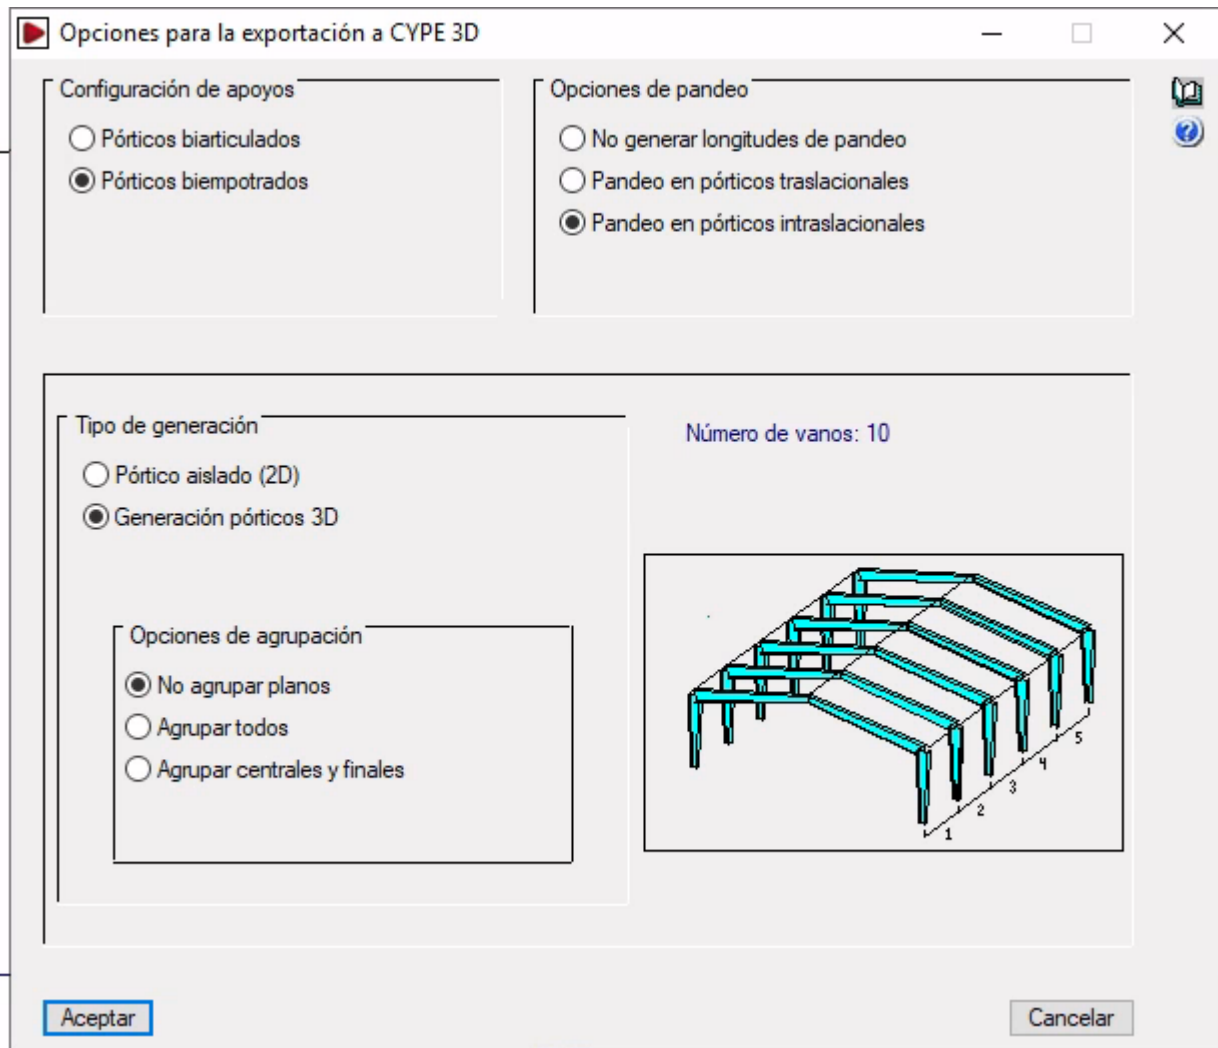 Opciones para la exportación a CYPE 3D
Configuración de apoyos
Pórticos biarticulados
Pórticos biempotrados
Opciones de pandeo
No generar longitudes de pandeo
Pandeo en pórticos traslacionales
Pandeo en pórticos intraslacionales
Tipo de generación
Pórtico aislado (2D)
Generación pórticos 3D
Opciones de agrupación
No agrupar planos
Agrupar todos
Agrupar centrales y finales
Número de vanos: 10
1
2
3
4
5
Aceptar
Cancelar